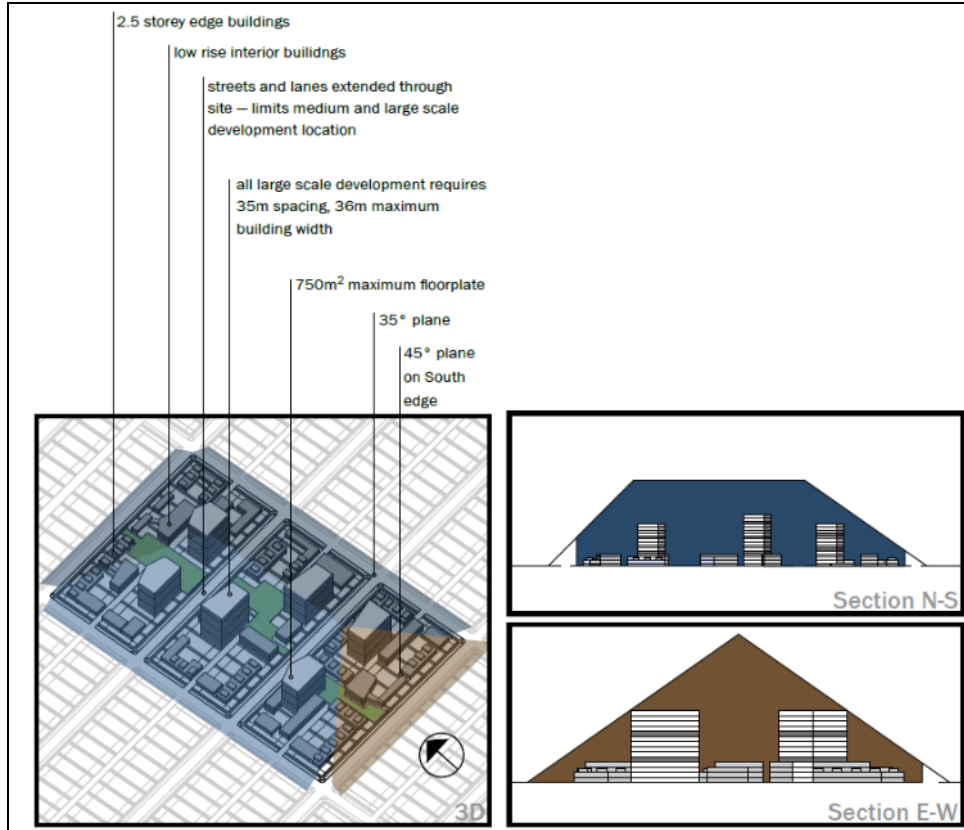 2.5 storey edge buildings
low rise interior builidngs
streets and lanes extended through
site — limits medium and large scale
development location
all large scale development requires
35m spacing, 36m maximum
building width
750m² maximum floorplate
35° plane
45° plane
on South
edge
3D
Section N-S
Section E-W